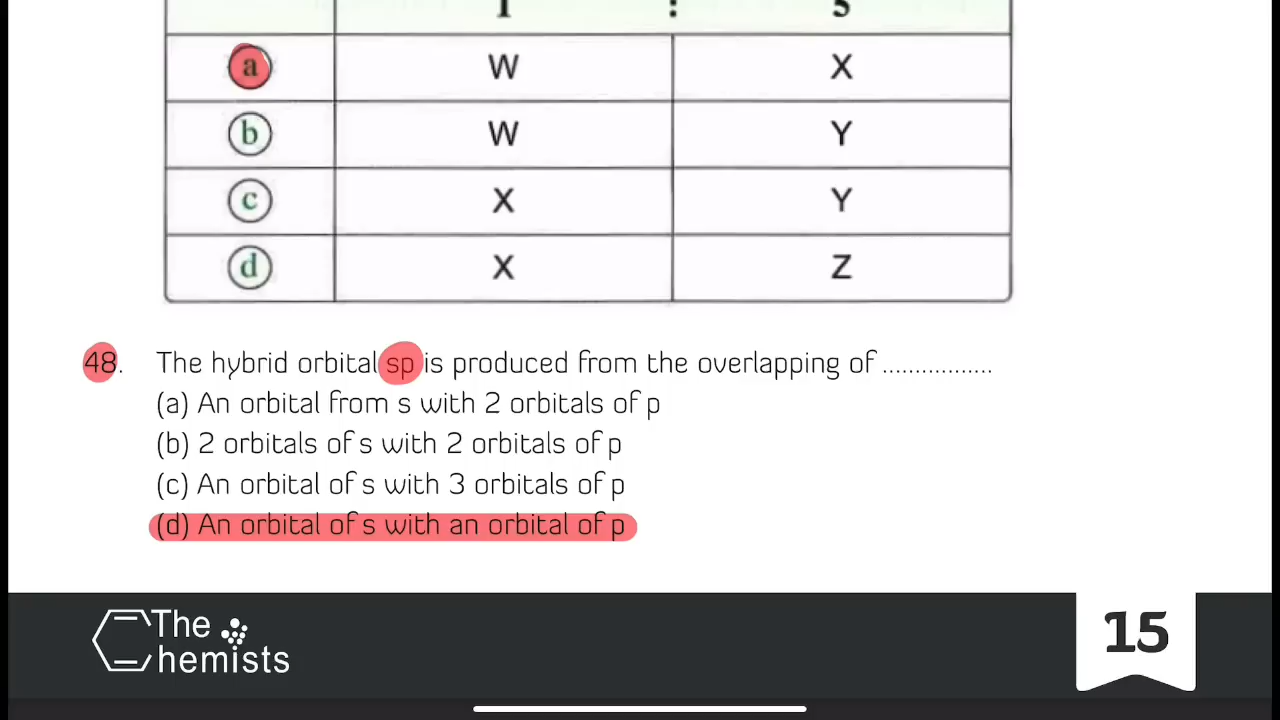 1 : 5
a W X
b W Y
c X Y
d X Z
48. The hybrid orbital sp is produced from the overlapping of .................
(a) An orbital from s with 2 orbitals of p
(b) 2 orbitals of s with 2 orbitals of p
(c) An orbital of s with 3 orbitals of p
(d) An orbital of s with an orbital of p
The
hemists
15